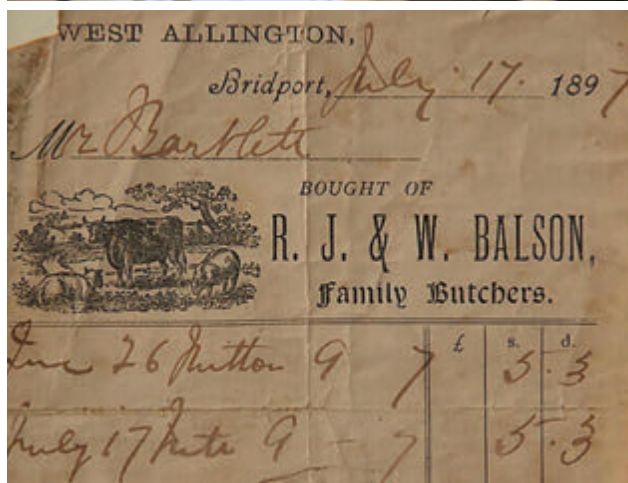 WEST ALLINGTON,
Bridport, July 17. 1897
Mr Bartlett
BOUGHT OF
R. J. & W. BALSON,
Family Butchers.
£ s. d.
June 26 Mutton 9 7 5.3
July 17 9 - 7 5.3